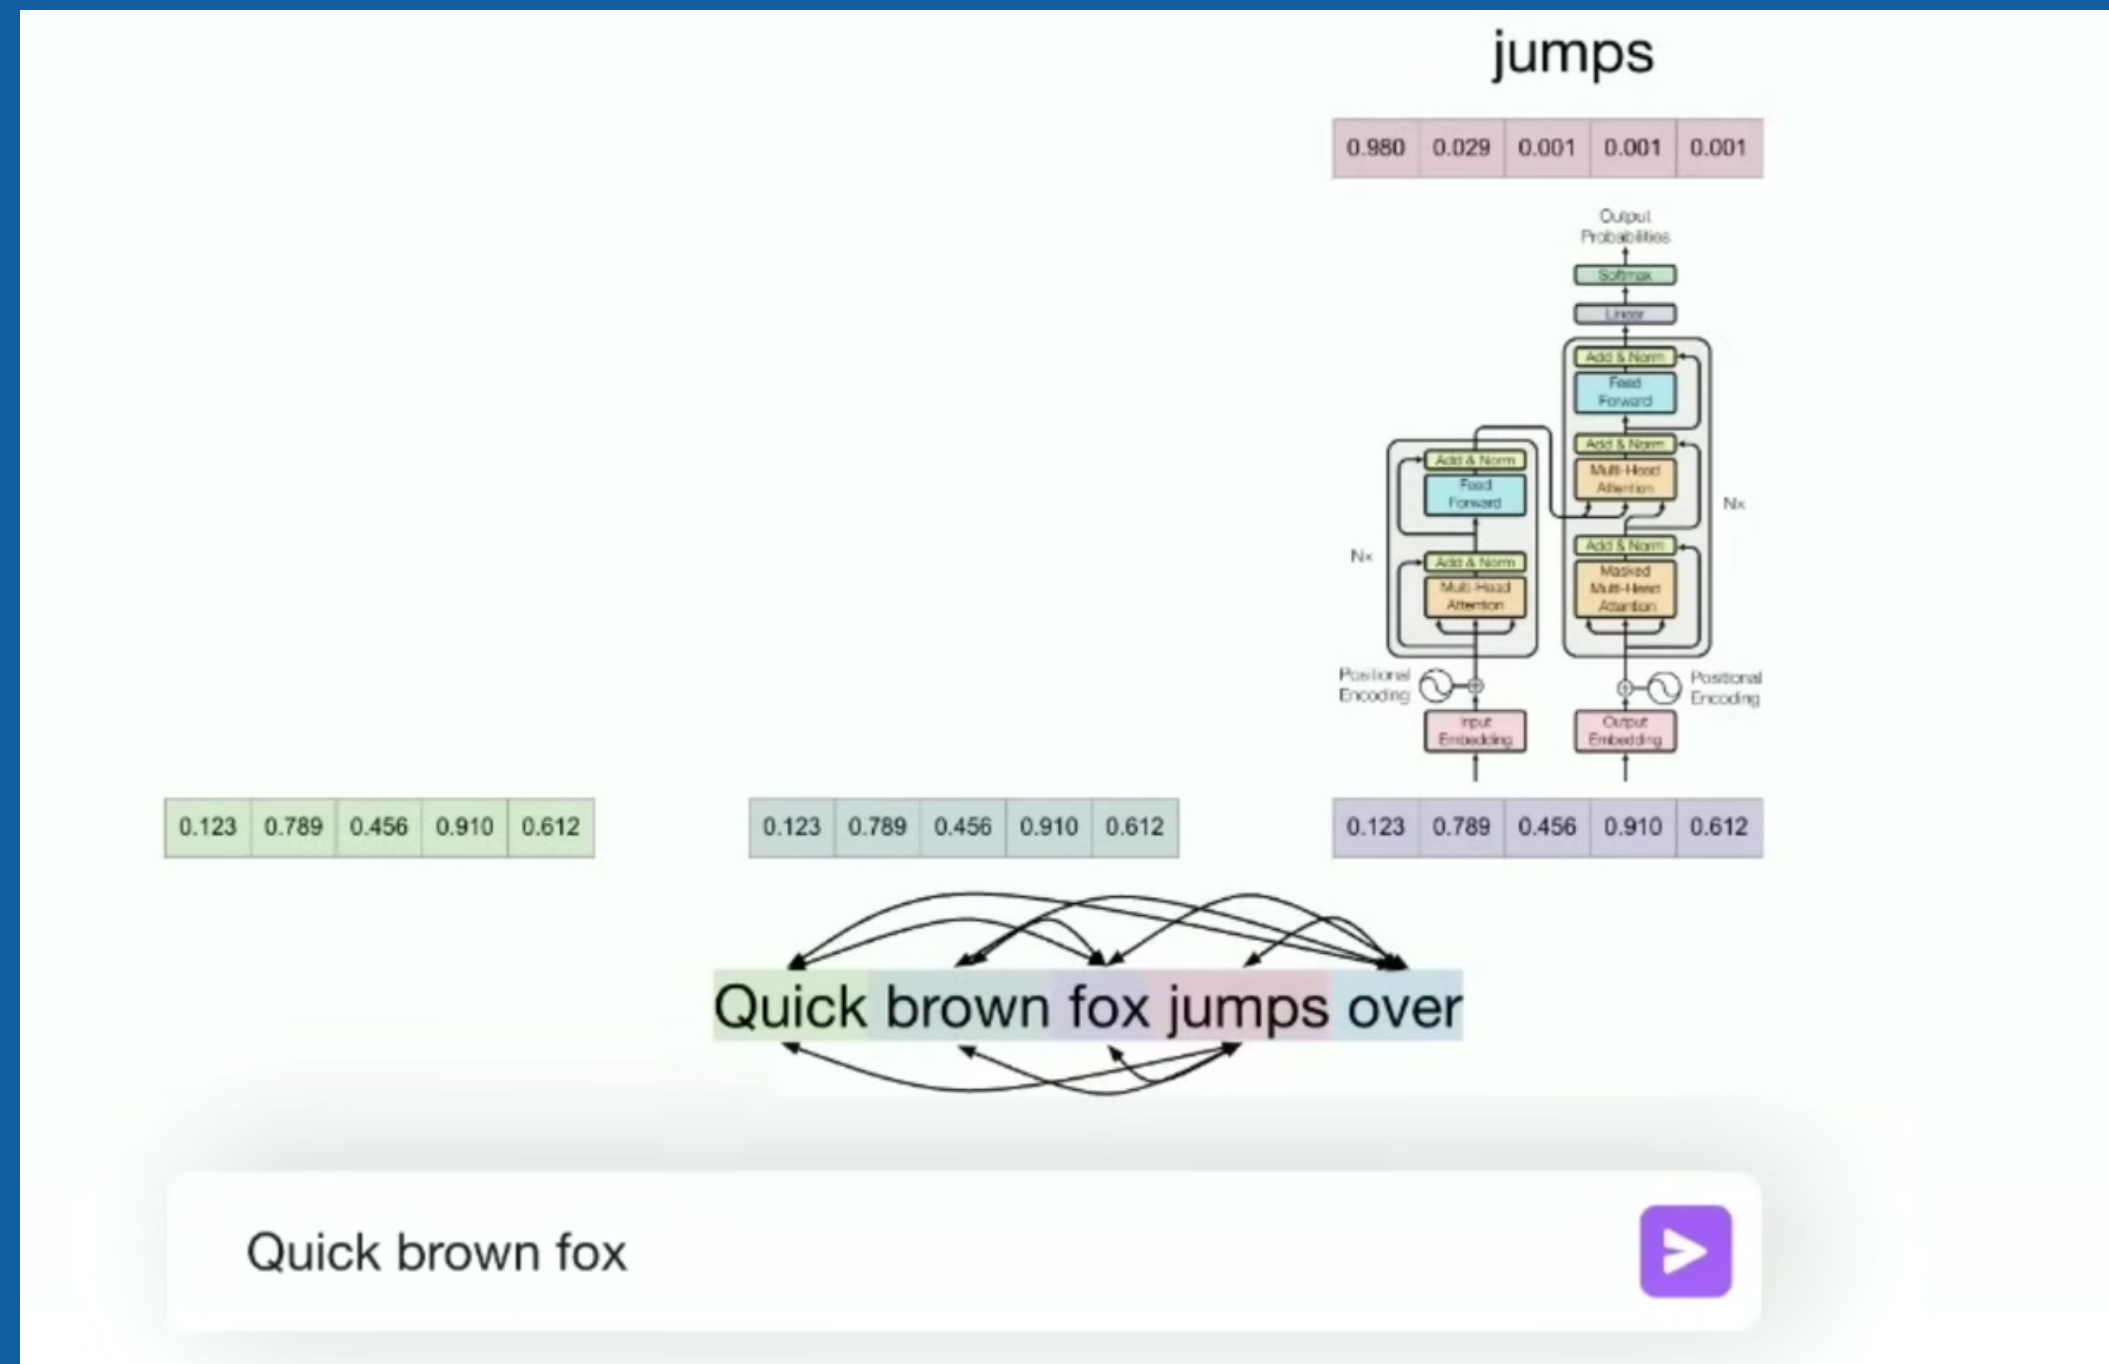 jumps
0.980 0.029 0.001 0.001 0.001
Output
Probabilities
Softmax
Linear
Add & Norm
Feed
Forward
Add & Norm
Multi-Head
Attention
Nx
Add & Norm
Masked
Multi-Head
Attention
Add & Norm
Feed
Forward
Nx
Add & Norm
Multi-Head
Attention
Positional
Encoding
Positional
Encoding
Input
Embedding
Output
Embedding
0.123 0.789 0.456 0.910 0.612
0.123 0.789 0.456 0.910 0.612
0.123 0.789 0.456 0.910 0.612
Quick brown fox jumps over
Quick brown fox